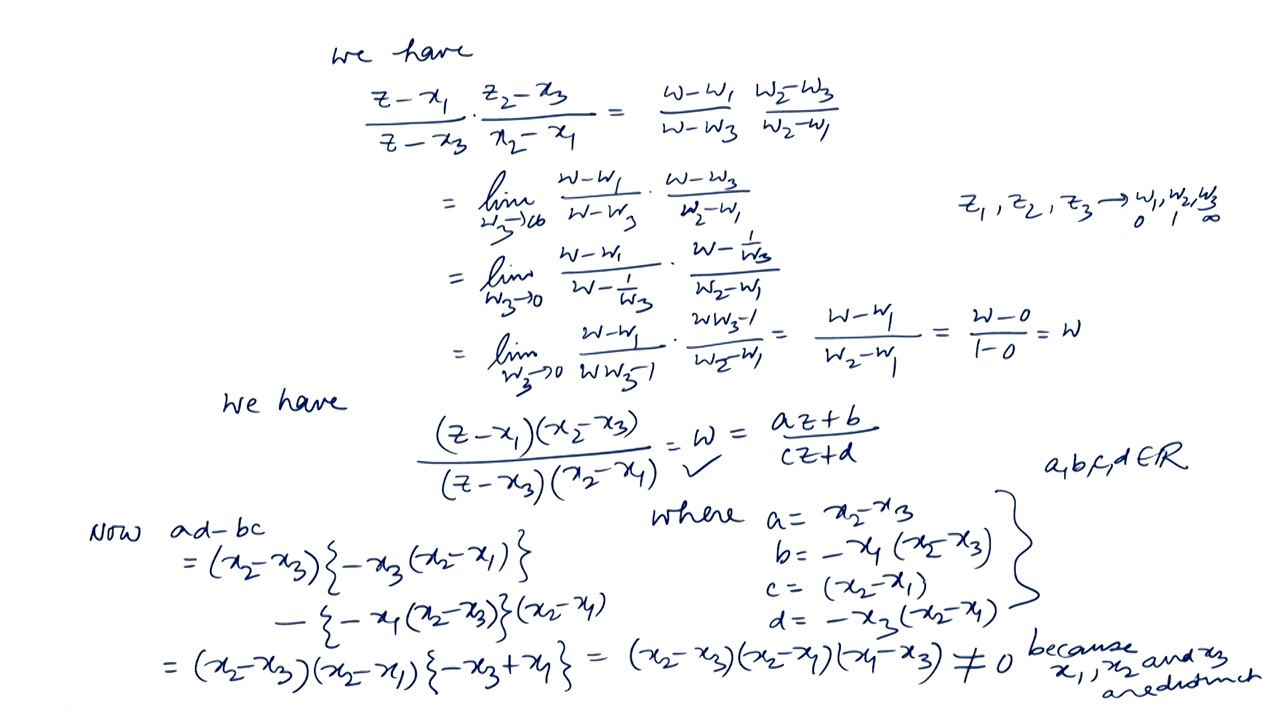 we have
(z-x₁)/(z-x₃) · (z₂-x₃)/(x₂-x₁) = (w-w₁)/(w-w₃) (w₂-w₃)/(w₂-w₁)
= lim_{w₃→∞} (w-w₁)/(w-w₃) · (w-w₃)/(w₂-w₁)
z₁, z₂, z₃ → w₁, w₂, w₃
0 1 ∞
= lim_{w₃→0} (w-w₁)/(w-1/w₃) · (w-1/w₃)/(w₂-w₁)
= lim_{w₃→0} (w-w₁)/(ww₃-1) · (ww₃-1)/(w₂-w₁) = (w-w₁)/(w₂-w₁) = (w-0)/(1-0) = w
we have
(z-x₁)(x₂-x₃)/(z-x₃)(x₂-x₁) = w = (az+b)/(cz+d) ✓
a,b,c,d ∈ ℝ
where a = x₂-x₃
b = -x₁(x₂-x₃)
c = (x₂-x₁)
d = -x₃(x₂-x₁)
Now ad-bc
= (x₂-x₃){-x₃(x₂-x₁)}
- {-x₁(x₂-x₃)}(x₂-x₁)
= (x₂-x₃)(x₂-x₁){-x₃+x₁} = (x₂-x₃)(x₂-x₁)(x₁-x₃) ≠ 0 because
x₁, x₂ and x₃
are distinct